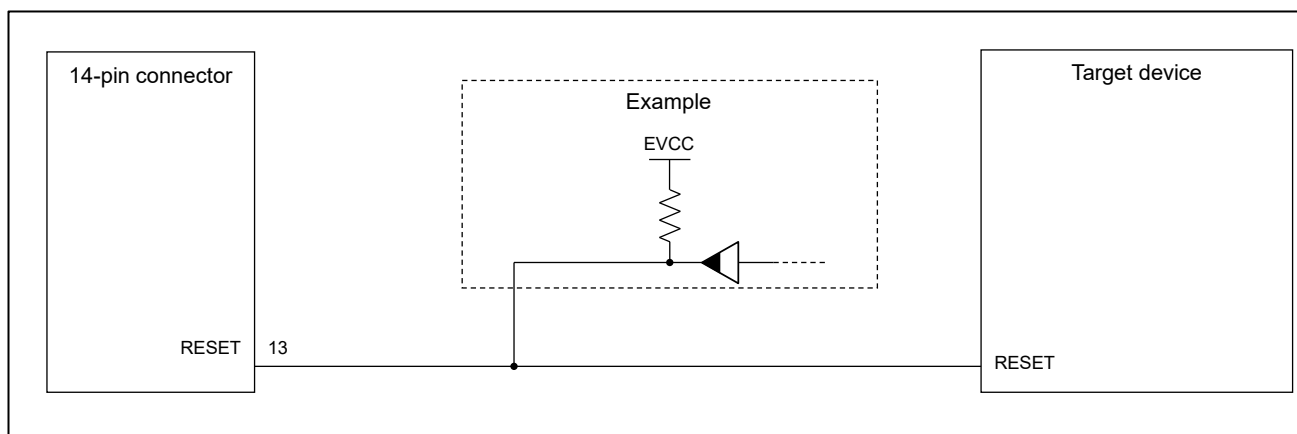 14-pin connector
Target device
Example
EVCC
RESET
13
RESET